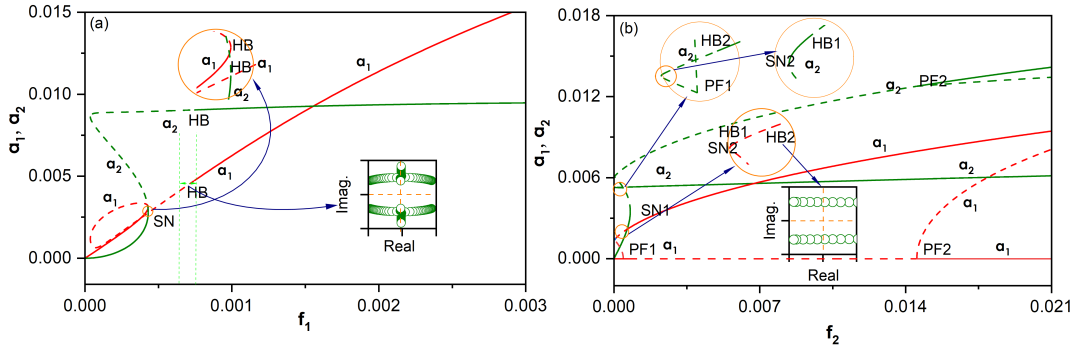 (a)
0.015
0.010
0.005
0.000
a₁, a₂
0.000
0.001
0.002
0.003
f₁
HB
a₁
HB
a₁
a₂
a₁
HB
a₂
a₂
a₁
HB
a₁
SN
Imag.
Real
(b)
0.018
0.012
0.006
0.000
a₁, a₂
0.000
0.007
0.014
0.021
f₂
HB2
a₂
PF1
HB1
SN2
a₂
PF2
a₂
HB1
SN2
HB2
a₁
a₂
SN1
a₁
PF1
a₁
PF2
a₁
Imag.
Real